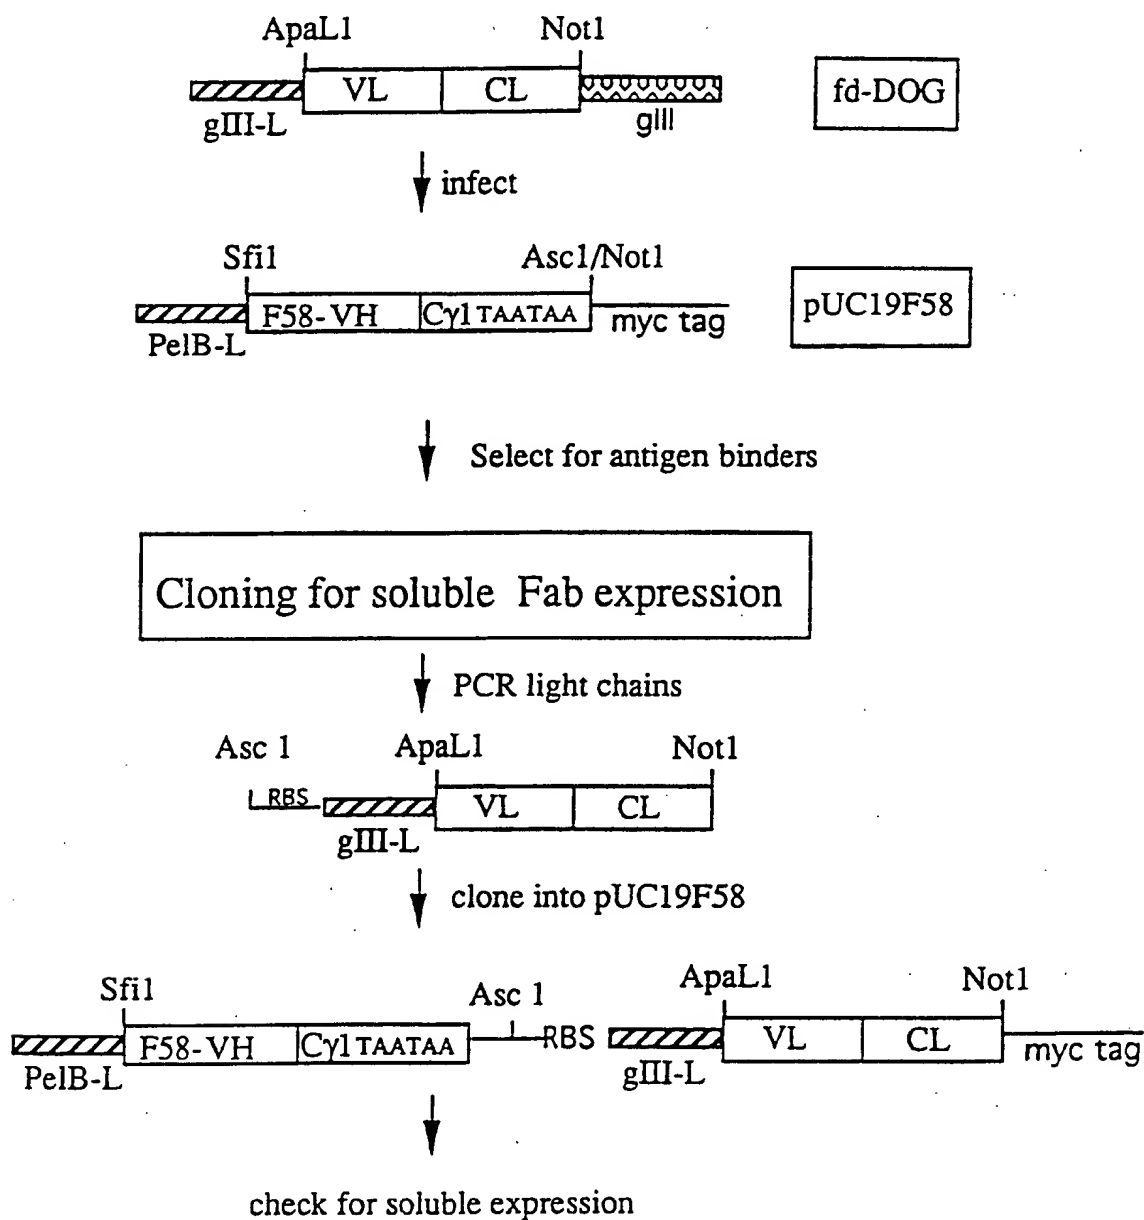 ApaL1 Not1
VL CL
fd-DOG
gIII-L gIII
infect
Sfi1 Asc1/Not1
F58-VH Cγ1 TAATAA myc tag
pUC19F58
PelB-L
Select for antigen binders
Cloning for soluble Fab expression
PCR light chains
Asc 1 ApaL1 Not1
RBS VL CL
gIII-L
clone into pUC19F58
Sfi1 Asc 1 ApaL1 Not1
F58-VH Cγ1 TAATAA RBS VL CL myc tag
PelB-L gIII-L
check for soluble expression